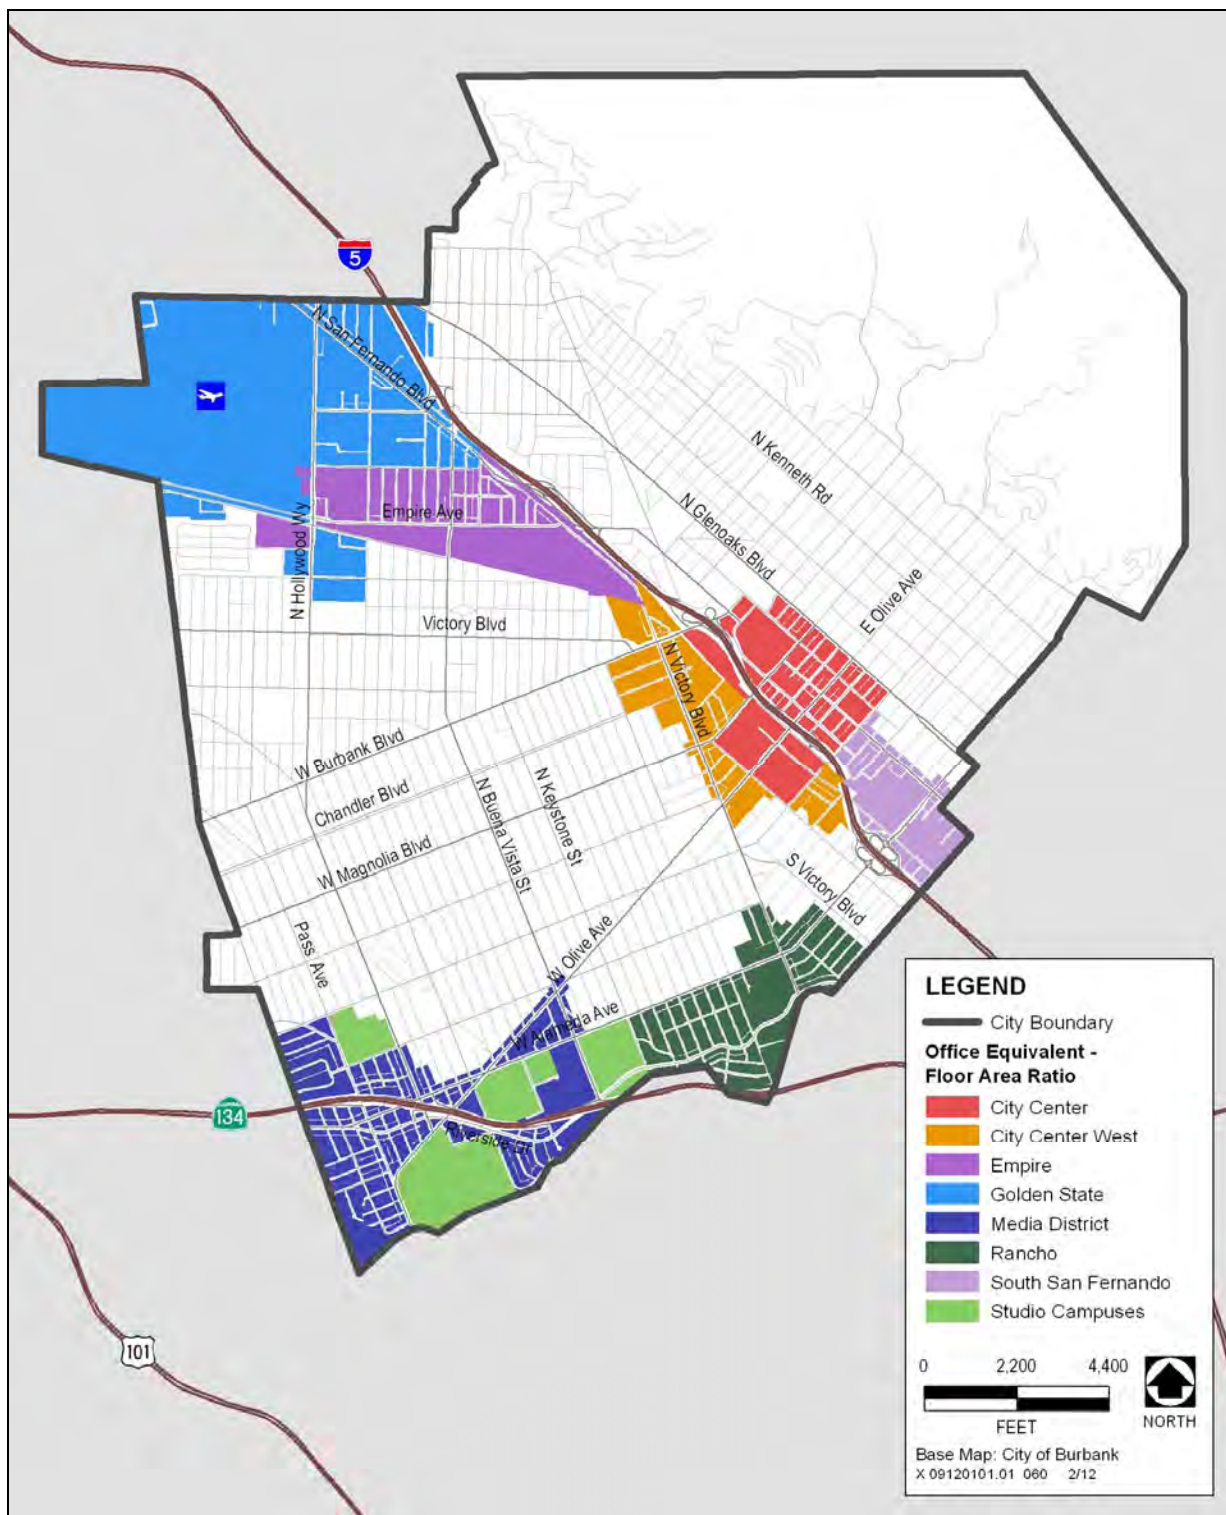 5
N San Fernando Blvd
N Kenneth Rd
N Glenoaks Blvd
Empire Ave
N Hollywood Wy
E Olive Ave
Victory Blvd
N Victory Blvd
W Burbank Blvd
Chandler Blvd
N Keystone St
N Buena Vista St
W Magnolia Blvd
S Victory Blvd
Pass Ave
W Olive Ave
W Alameda Ave
134
Riverside Dr
101
LEGEND
City Boundary
Office Equivalent -
Floor Area Ratio
City Center
City Center West
Empire
Golden State
Media District
Rancho
South San Fernando
Studio Campuses
0 2,200 4,400
FEET
NORTH
Base Map: City of Burbank
X 09120101.01 060 2/12